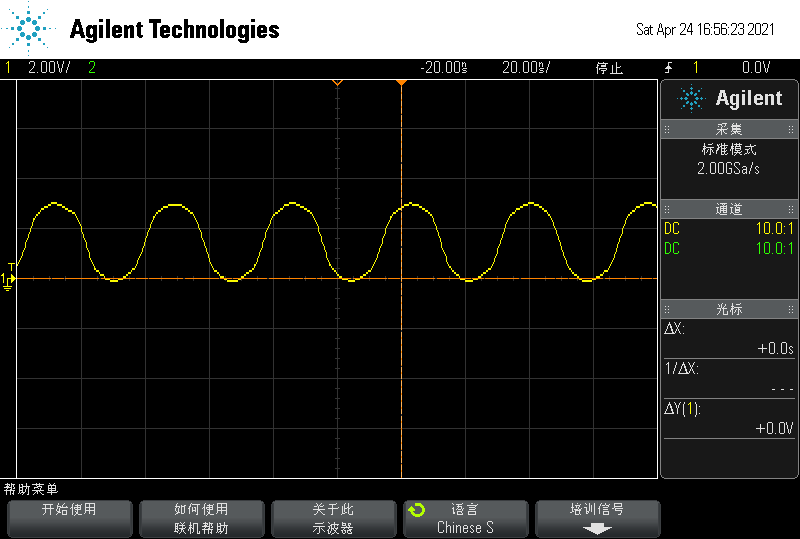 Agilent Technologies
Sat Apr 24 16:56:23 2021
1 2.00V/ 2 -20.00ns 20.00ns/ 停止 1 0.0V
Agilent
采集
标准模式
2.00GSa/s
通道
DC 10.0:1
DC 10.0:1
光标
ΔX:
+0.0s
1/ΔX:
---
ΔY(1):
+0.0V
T
1
帮助菜单
开始使用
如何使用
联机帮助
关于此
示波器
语言
Chinese S
培训信号